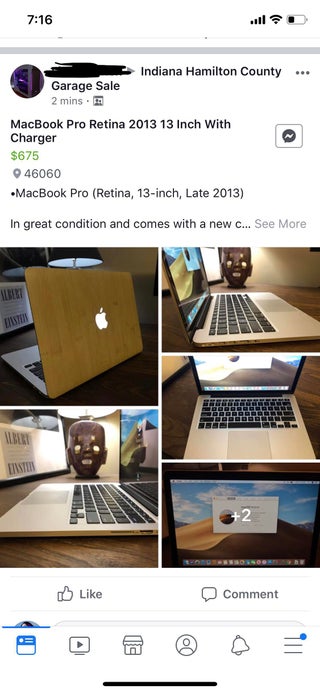 7:16
Indiana Hamilton County
Garage Sale
2 mins ·
MacBook Pro Retina 2013 13 Inch With
Charger
$675
46060
•MacBook Pro (Retina, 13-inch, Late 2013)
In great condition and comes with a new c... See More
ALBERT
EINSTEIN
ALBERT
EINSTEIN
+2
Like
Comment